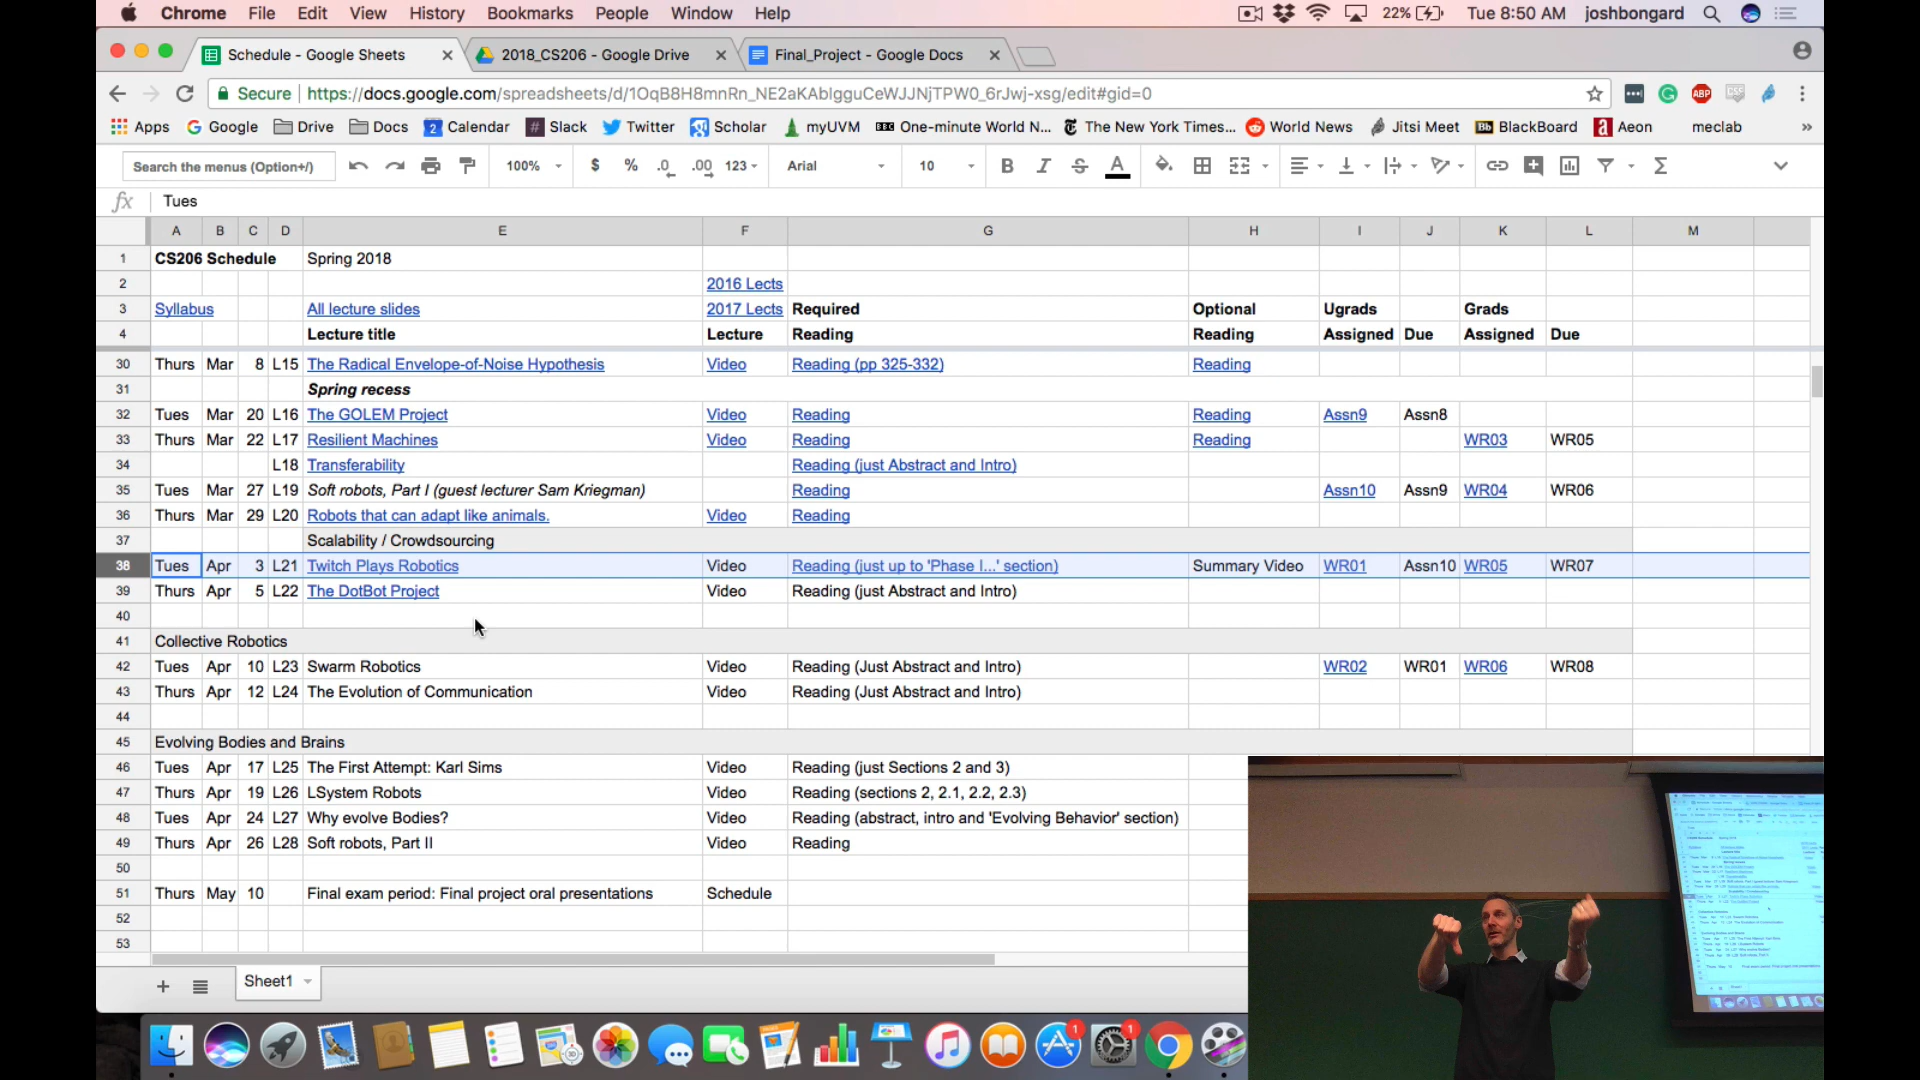 Chrome File Edit View History Bookmarks People Window Help 22% Tue 8:50 AM joshbongard
Schedule - Google Sheets 2018_CS206 - Google Drive Final_Project - Google Docs
Secure https://docs.google.com/spreadsheets/d/1OqB8H8mnRn_NE2aKAblgguCeWJJNjTPW0_6rJwj-xsg/edit#gid=0 ABP
Apps Google Drive Docs 2 Calendar # Slack Twitter Scholar myUVM BBC One-minute World N... The New York Times... World News Jitsi Meet Bb BlackBoard a Aeon meclab »
Search the menus (Option+/) 100% $ % .0 .00 123 Arial 10 B I S A Σ
fx Tues
A B C D E F G H I J K L M
1 CS206 Schedule Spring 2018
2 2016 Lects
3 Syllabus All lecture slides 2017 Lects Required Optional Ugrads Grads
4 Lecture title Lecture Reading Reading Assigned Due Assigned Due
30 Thurs Mar 8 L15 The Radical Envelope-of-Noise Hypothesis Video Reading (pp 325-332) Reading
31 Spring recess
32 Tues Mar 20 L16 The GOLEM Project Video Reading Reading Assn9 Assn8
33 Thurs Mar 22 L17 Resilient Machines Video Reading Reading WR03 WR05
34 L18 Transferability Reading (just Abstract and Intro)
35 Tues Mar 27 L19 Soft robots, Part I (guest lecturer Sam Kriegman) Reading Assn10 Assn9 WR04 WR06
36 Thurs Mar 29 L20 Robots that can adapt like animals. Video Reading
37 Scalability / Crowdsourcing
38 Tues Apr 3 L21 Twitch Plays Robotics Video Reading (just up to 'Phase I...' section) Summary Video WR01 Assn10 WR05 WR07
39 Thurs Apr 5 L22 The DotBot Project Video Reading (just Abstract and Intro)
40
41 Collective Robotics
42 Tues Apr 10 L23 Swarm Robotics Video Reading (Just Abstract and Intro) WR02 WR01 WR06 WR08
43 Thurs Apr 12 L24 The Evolution of Communication Video Reading (Just Abstract and Intro)
44
45 Evolving Bodies and Brains
46 Tues Apr 17 L25 The First Attempt: Karl Sims Video Reading (just Sections 2 and 3)
47 Thurs Apr 19 L26 LSystem Robots Video Reading (sections 2, 2.1, 2.2, 2.3)
48 Tues Apr 24 L27 Why evolve Bodies? Video Reading (abstract, intro and 'Evolving Behavior' section)
49 Thurs Apr 26 L28 Soft robots, Part II Video Reading
50
51 Thurs May 10 Final exam period: Final project oral presentations Schedule
52
53
Sheet1
1 1